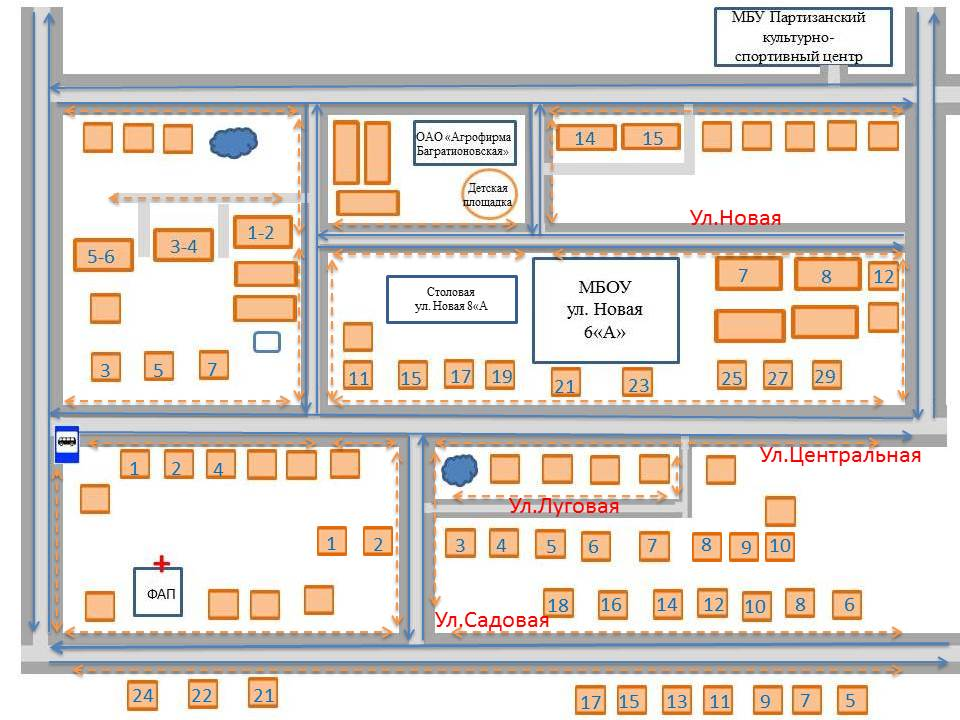 МБУ Партизанский
культурно-
спортивный центр
ОАО «Агрофирма
Багратионовская»
14
15
Детская
площадка
Ул.Новая
1-2
3-4
5-6
7
8
12
Столовая
ул. Новая 8«А
МБОУ
ул. Новая
6«А»
3
5
7
11
15
17
19
21
23
25
27
29
Ул.Центральная
1
2
4
Ул.Луговая
1
2
3
4
5
6
7
8
9
10
ФАП
18
16
14
12
10
8
6
Ул.Садовая
24
22
21
17
15
13
11
9
7
5